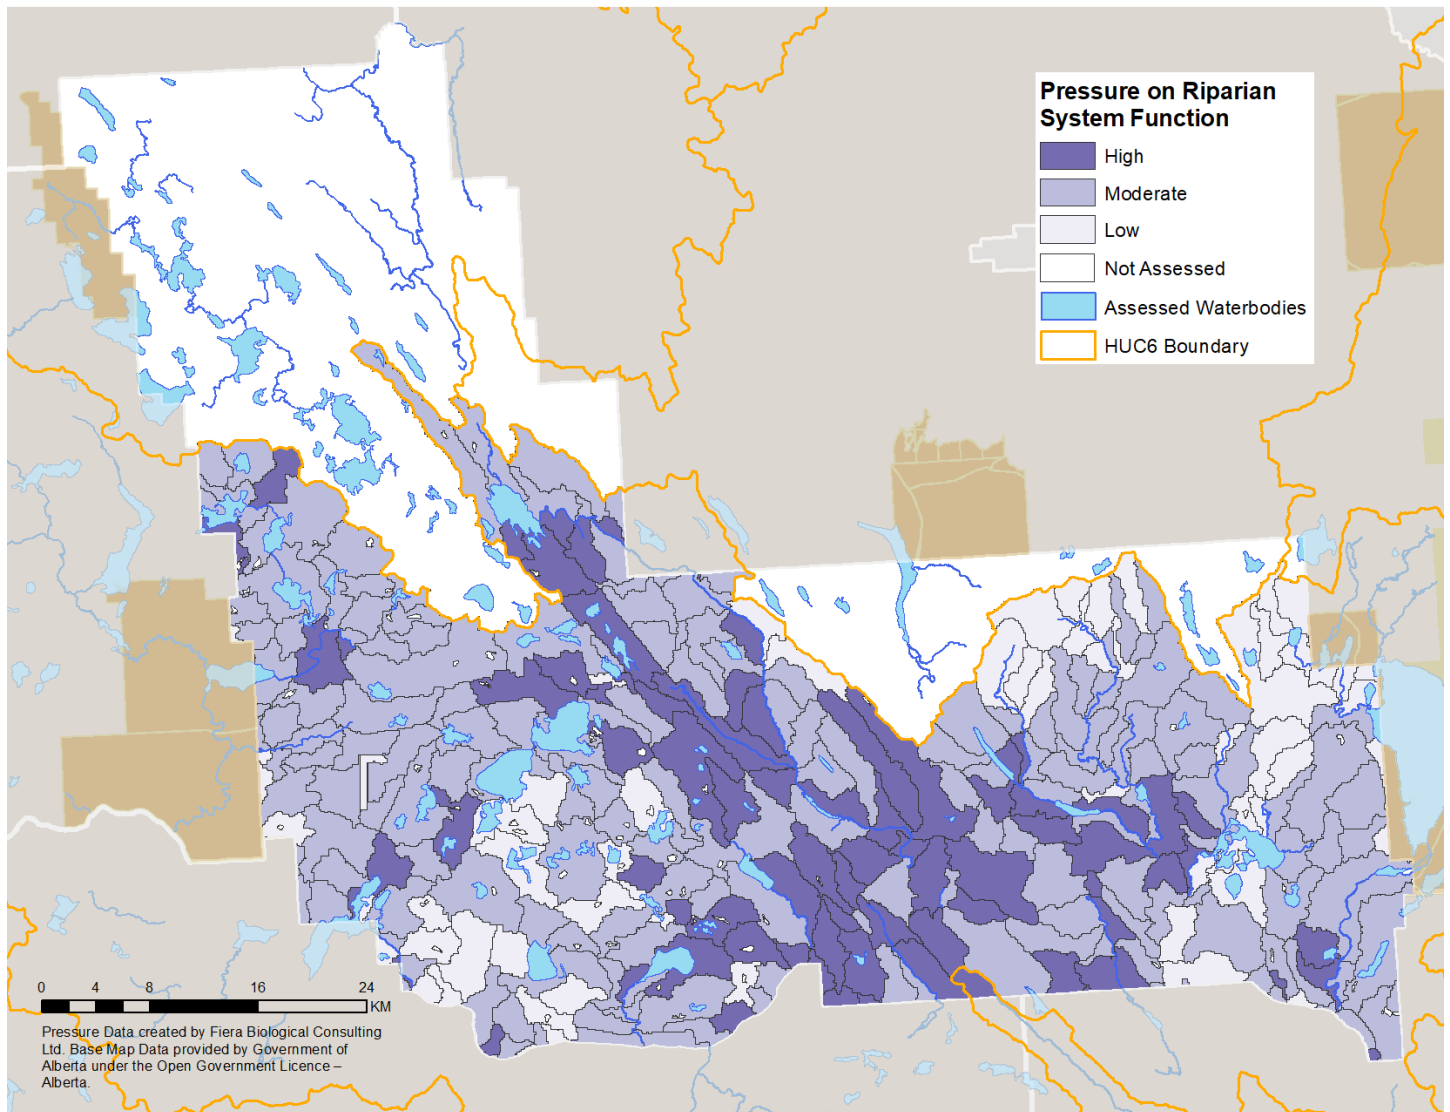 Pressure on Riparian
System Function
High
Moderate
Low
Not Assessed
Assessed Waterbodies
HUC6 Boundary
0 4 8 16 24
KM
Pressure Data created by Fiera Biological Consulting
Ltd. Base Map Data provided by Government of
Alberta under the Open Government Licence –
Alberta.